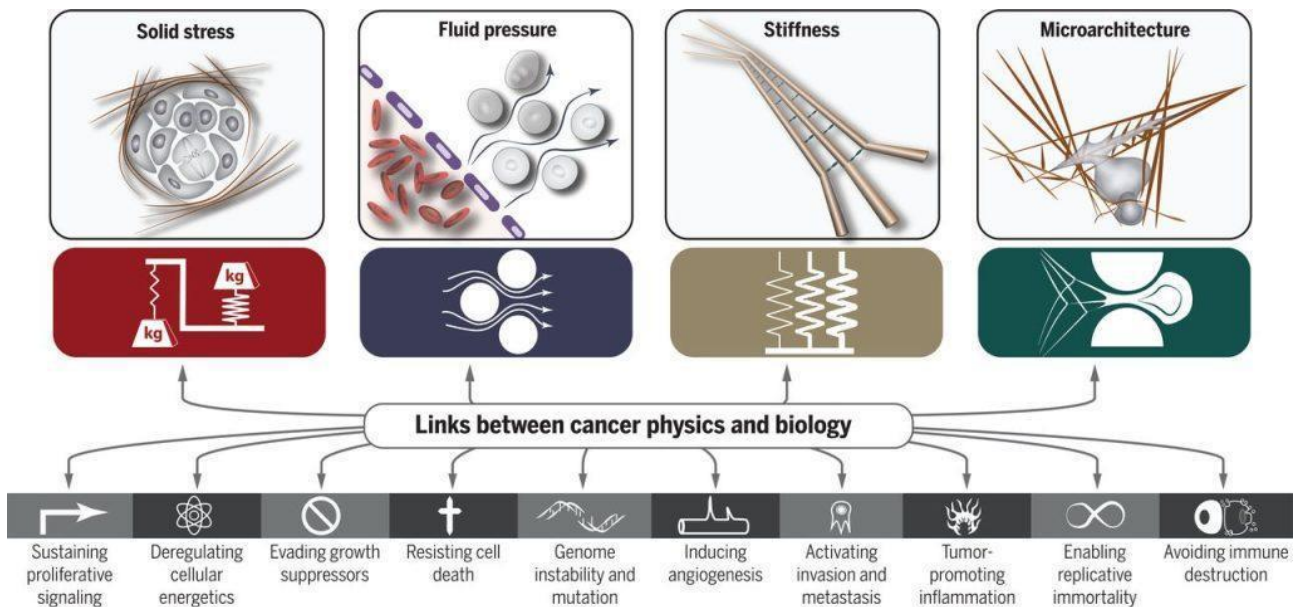 Solid stress
Fluid pressure
Stiffness
Microarchitecture
kg
kg
Links between cancer physics and biology
Sustaining
proliferative
signaling
Deregulating
cellular
energetics
Evading growth
suppressors
Resisting cell
death
Genome
instability and
mutation
Inducing
angiogenesis
Activating
invasion and
metastasis
Tumor-
promoting
inflammation
Enabling
replicative
immortality
Avoiding immune
destruction